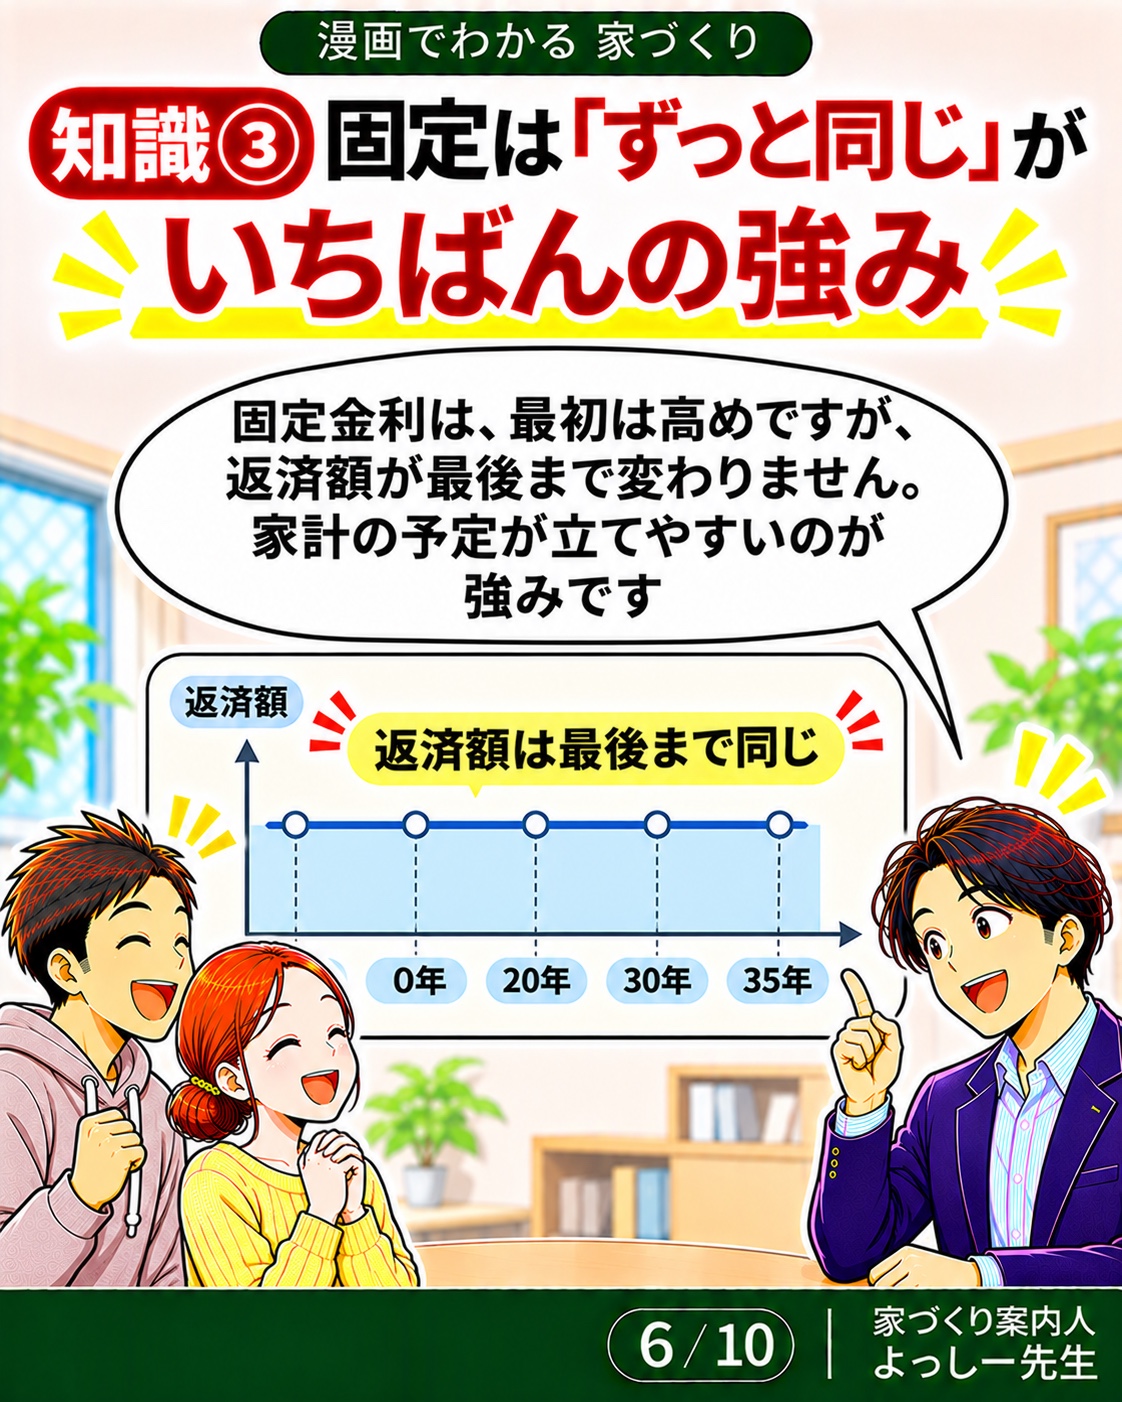 漫画でわかる 家づくり
知識③ 固定は「ずっと同じ」が
いちばんの強み
固定金利は、最初は高めですが、
返済額が最後まで変わりません。
家計の予定が立てやすいのが
強みです
返済額
返済額は最後まで同じ
0年 20年 30年 35年
6/10
家づくり案内人
よっしー先生